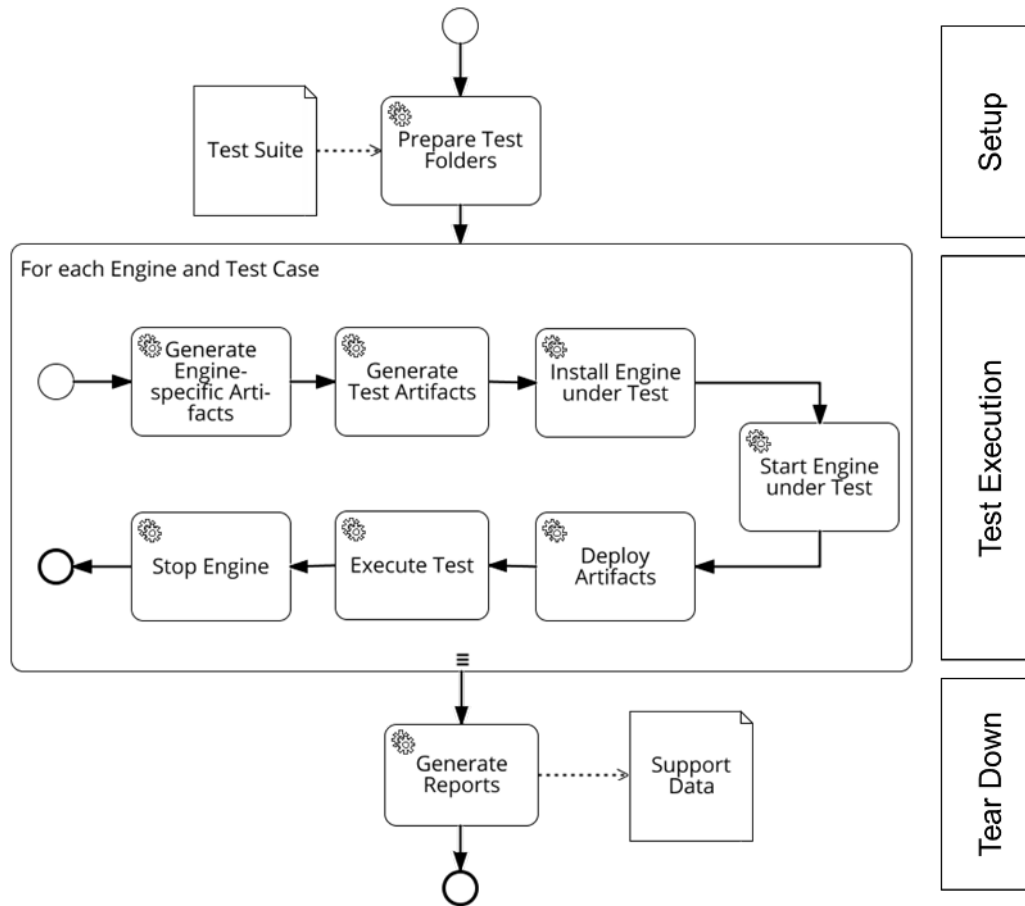 Test Suite
Prepare Test
Folders
Setup
For each Engine and Test Case
Generate
Engine-
specific Arti-
facts
Generate
Test Artifacts
Install Engine
under Test
Start Engine
under Test
Test Execution
Stop Engine
Execute Test
Deploy
Artifacts
Generate
Reports
Support
Data
Tear Down